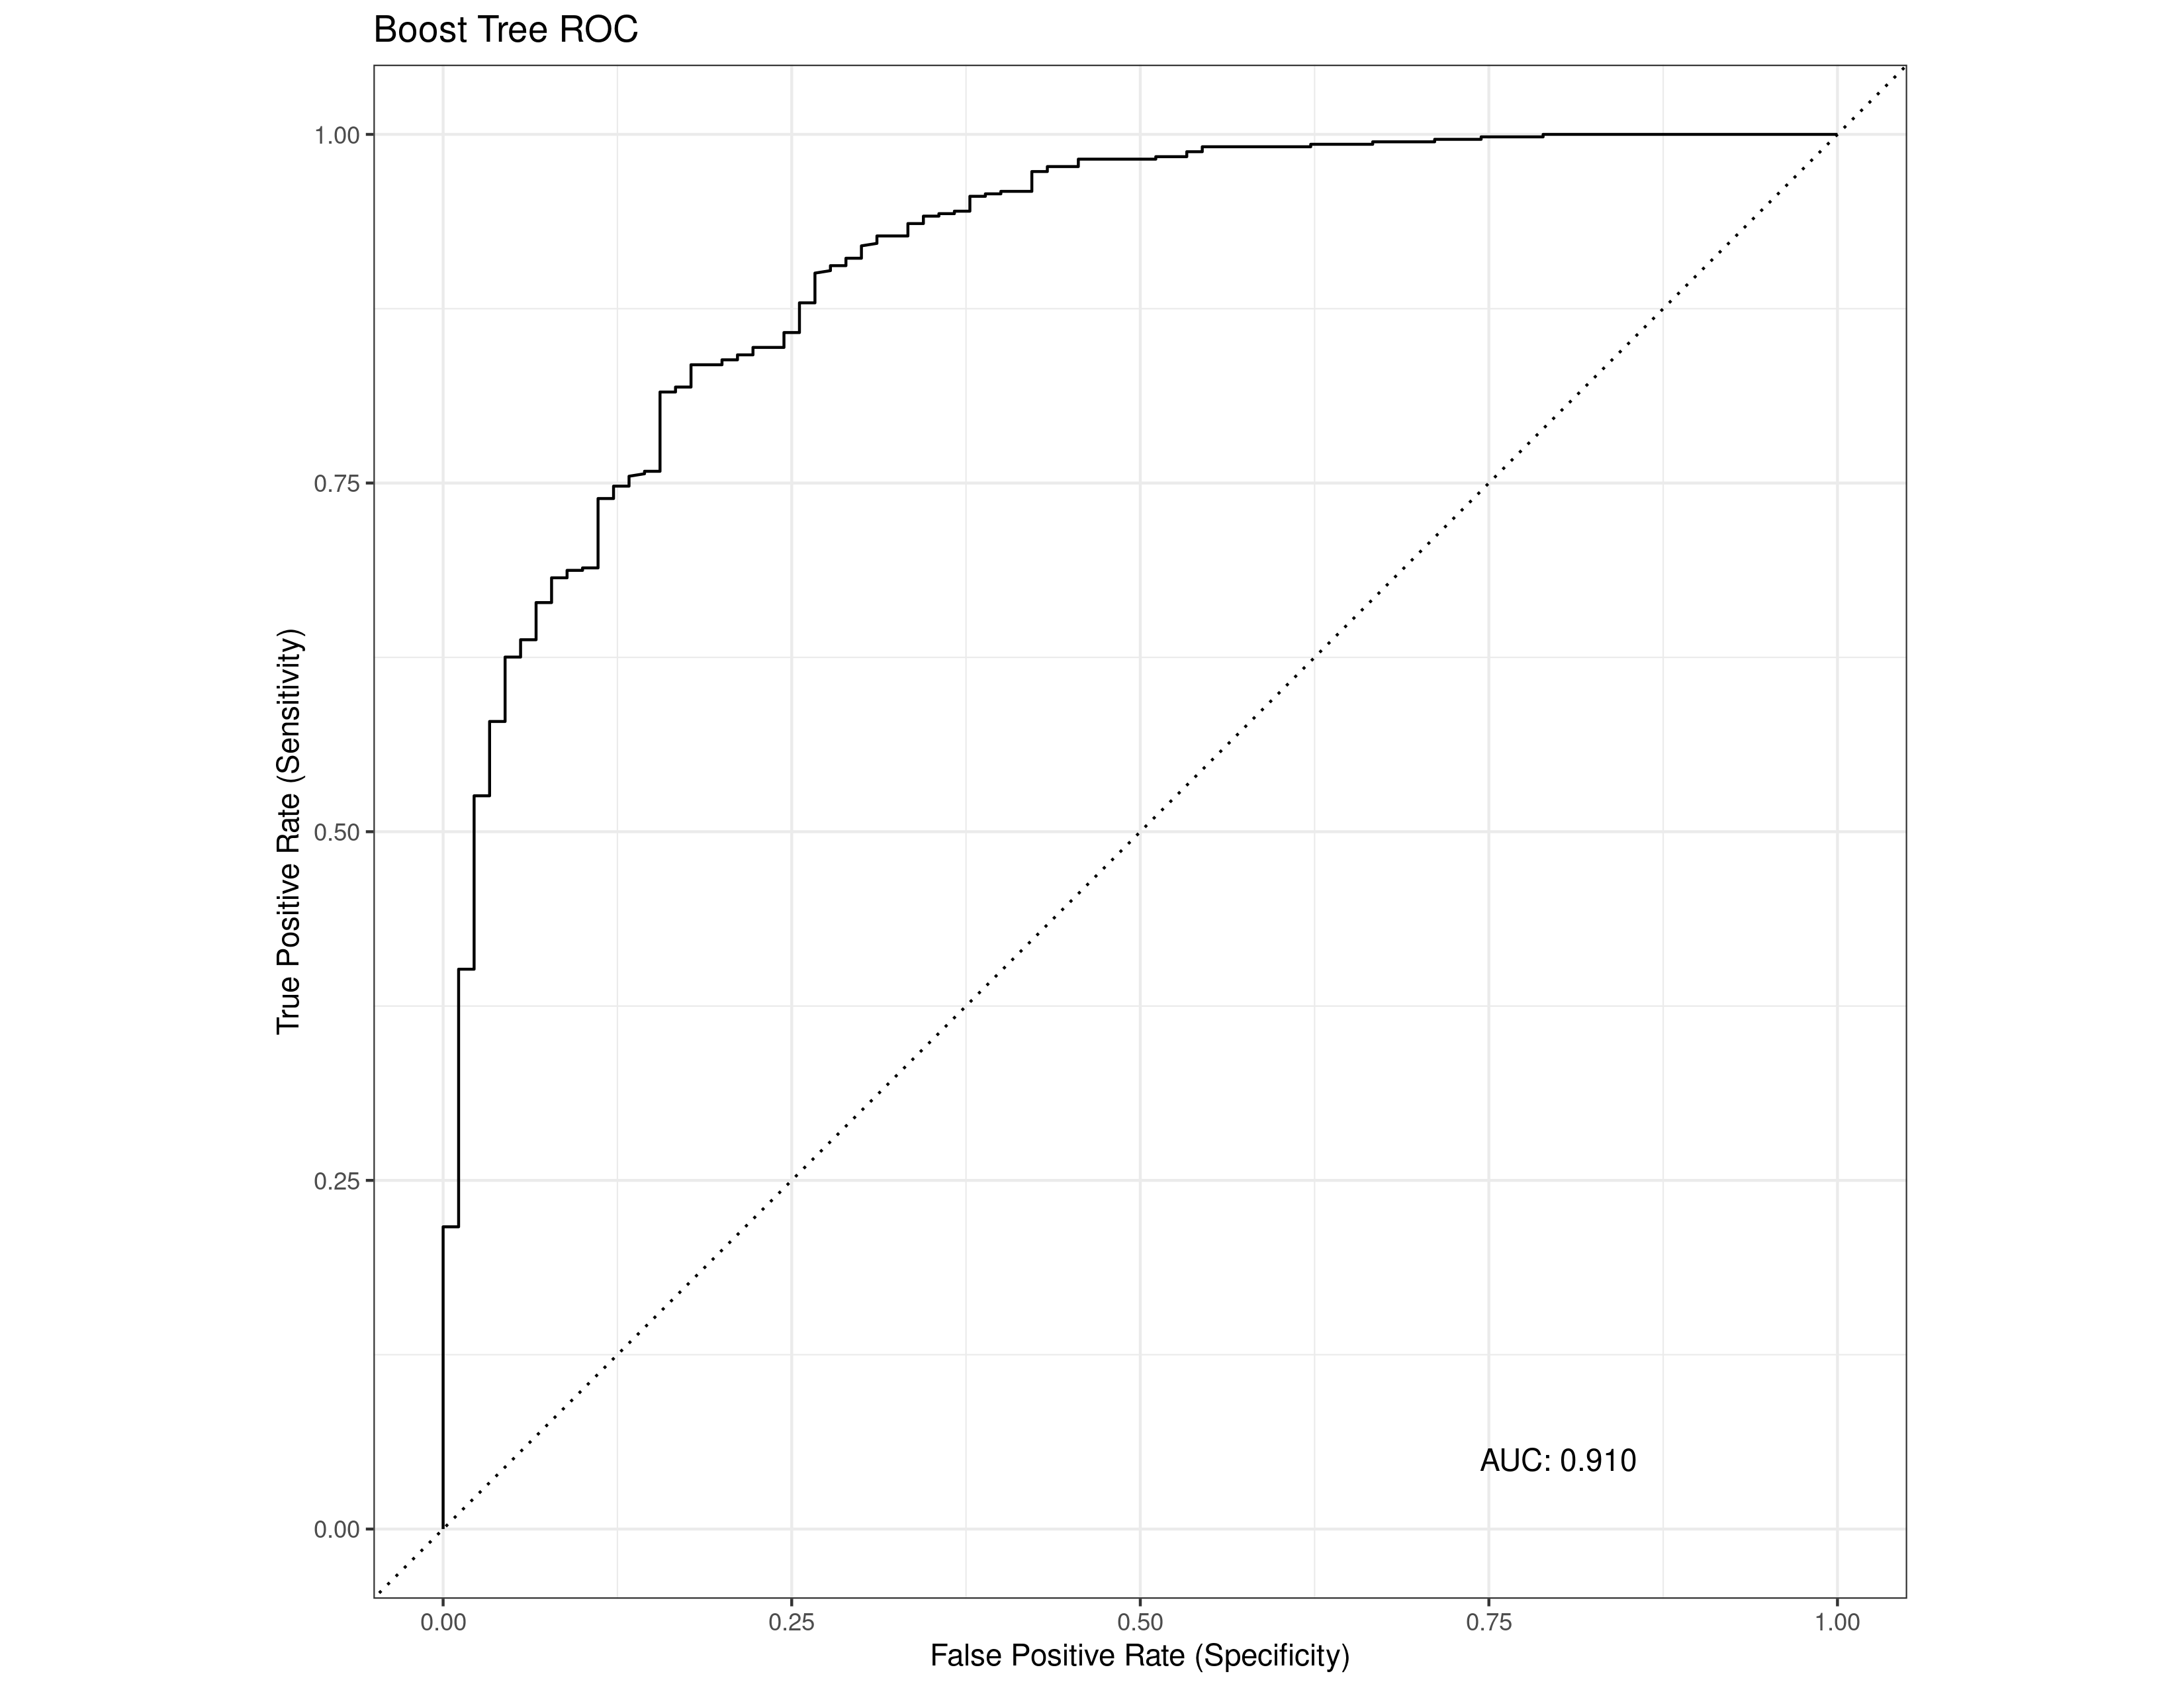 Boost Tree ROC
True Positive Rate (Sensitivity)
1.00
0.75
0.50
0.25
0.00
AUC: 0.910
0.00 0.25 0.50 0.75 1.00
False Positive Rate (Specificity)